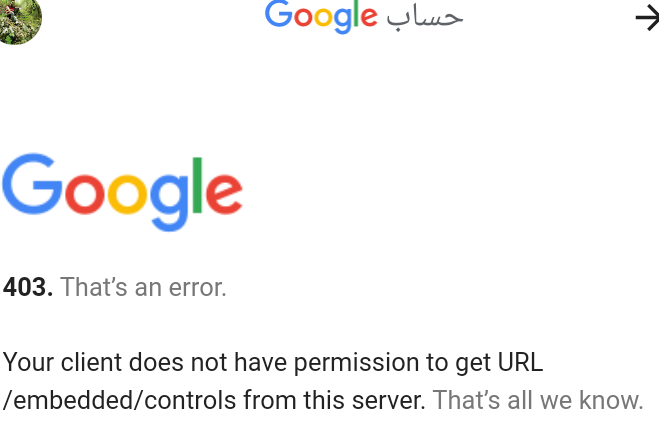 حساب Google
Google
403. That’s an error.
Your client does not have permission to get URL
/embedded/controls from this server. That’s all we know.